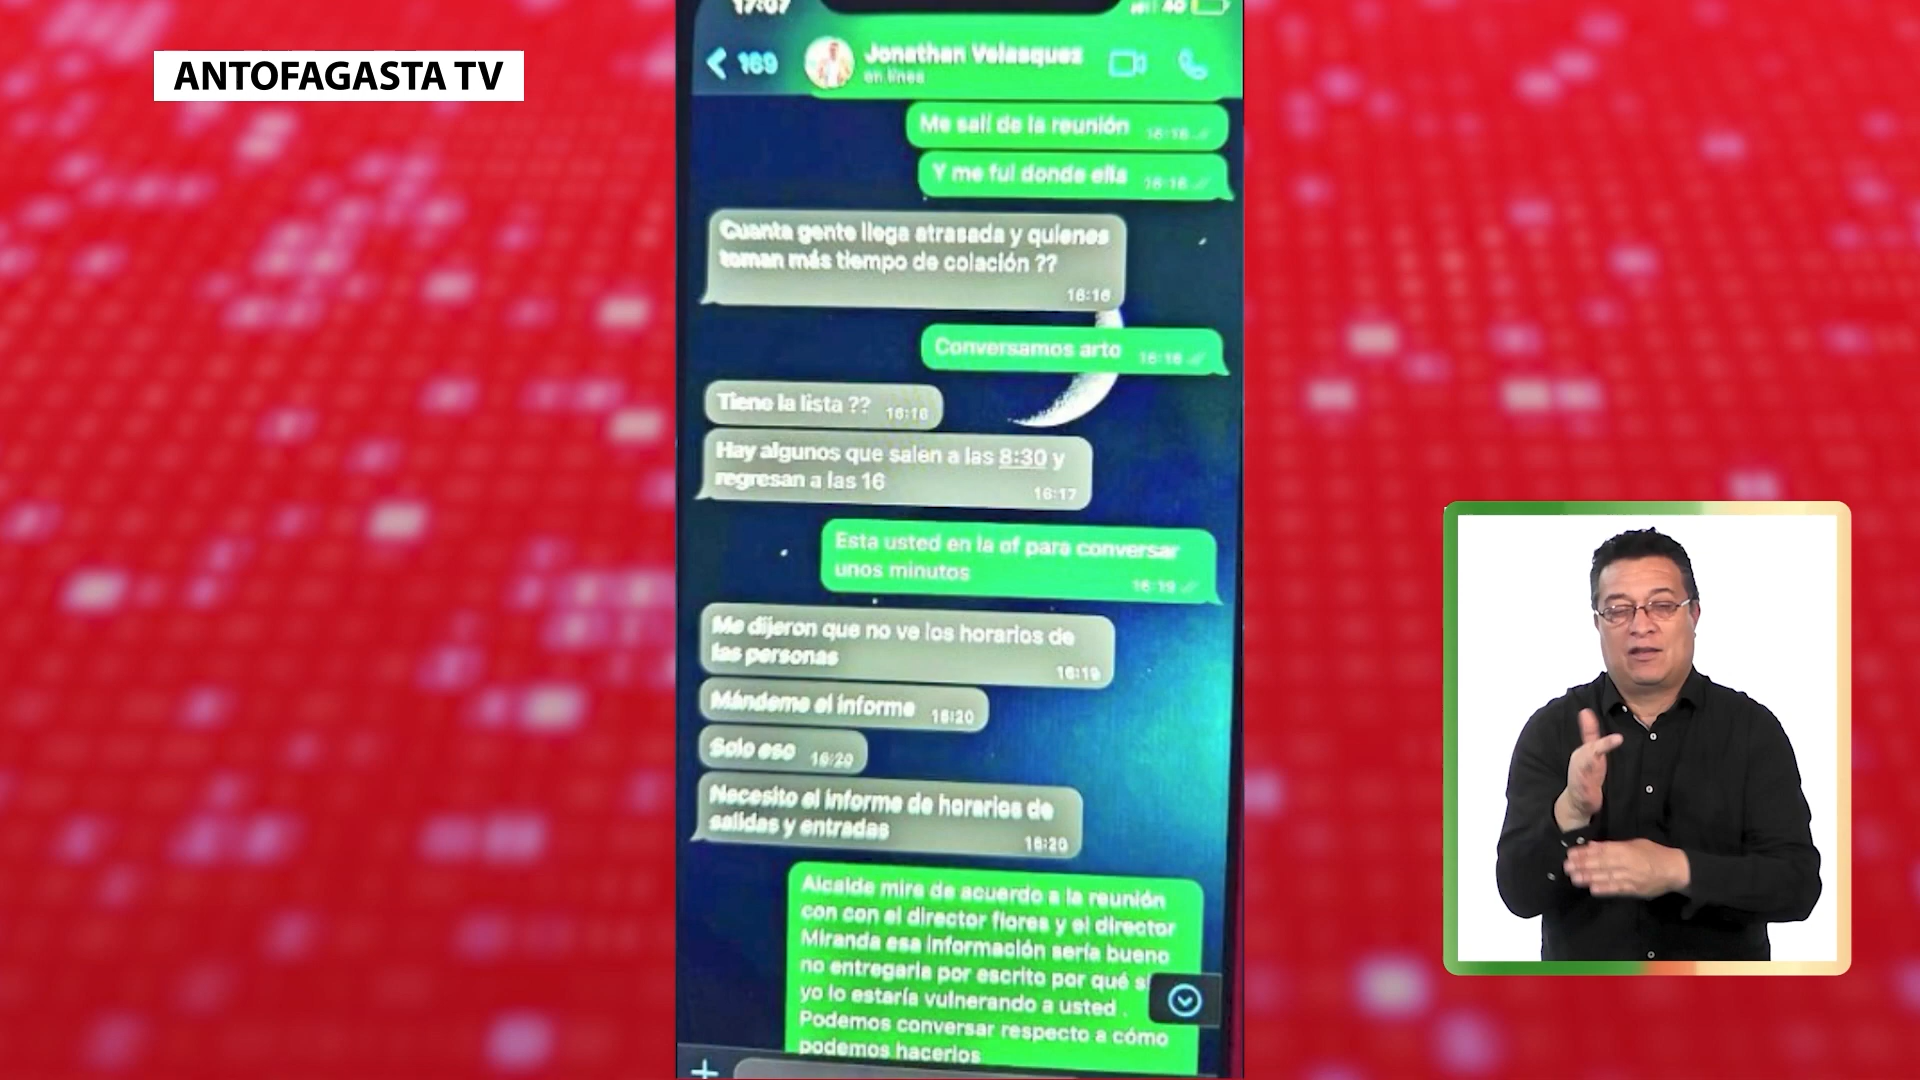 ANTOFAGASTA TV
17:07
4G
169
Jonathan Velasquez
en línea
Me salí de la reunión 16:16
Y me fui donde ella 16:16
Cuanta gente llega atrasada y quienes
toman más tiempo de colación ??
16:16
Conversamos arto 16:16
Tiene la lista ?? 16:16
Hay algunos que salen a las 8:30 y
regresan a las 16
16:17
Esta usted en la of para conversar
unos minutos
16:19
Me dijeron que no ve los horarios de
las personas
16:19
Mándeme el informe 16:20
Solo eso 16:20
Necesito el informe de horarios de
salidas y entradas
16:20
Alcalde mire de acuerdo a la reunión
con con el director flores y el director
Miranda esa información sería bueno
no entregarla por escrito por qué
yo lo estaría vulnerando a usted .
Podemos conversar respecto a cómo
podemos hacerlos